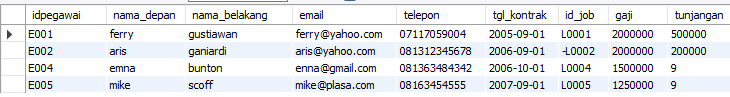 idpegawai nama_depan nama_belakang email telepon tgl_kontrak id_job gaji tunjangan
E001 ferry gustiawan ferry@yahoo.com 07117059004 2005-09-01 L0001 2000000 500000
E002 aris ganiardi aris@yahoo.com 081312345678 2006-09-01 -L0002 2000000 200000
E004 emna bunton enna@gmail.com 081363484342 2006-10-01 L0004 1500000 9
E005 mike scoff mike@plasa.com 08163454555 2007-09-01 L0005 1250000 9